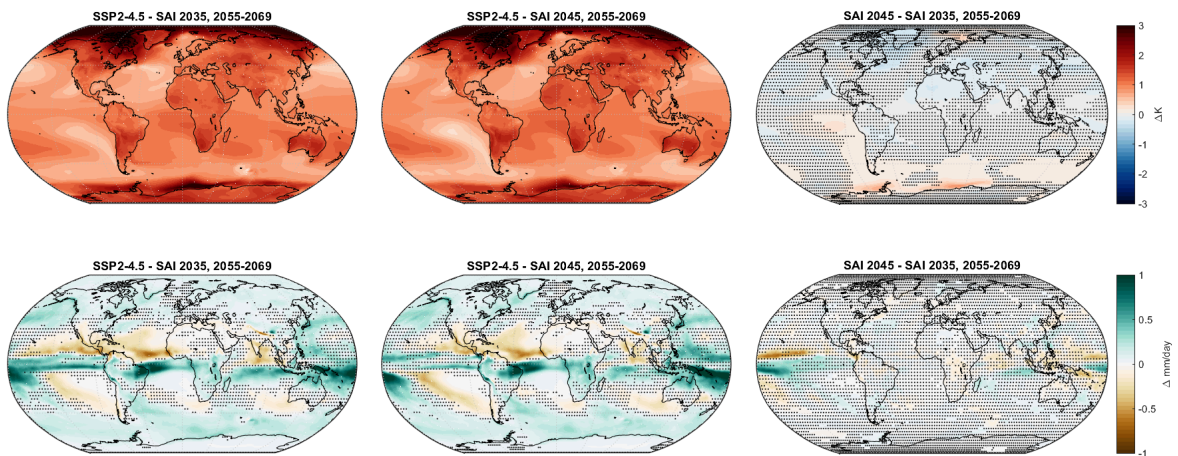 SSP2-4.5 - SAI 2035, 2055-2069
SSP2-4.5 - SAI 2045, 2055-2069
SAI 2045 - SAI 2035, 2055-2069
3
2
1
0
-1
-2
-3
ΔK
SSP2-4.5 - SAI 2035, 2055-2069
SSP2-4.5 - SAI 2045, 2055-2069
SAI 2045 - SAI 2035, 2055-2069
1
0.5
0
-0.5
-1
Δ mm/day